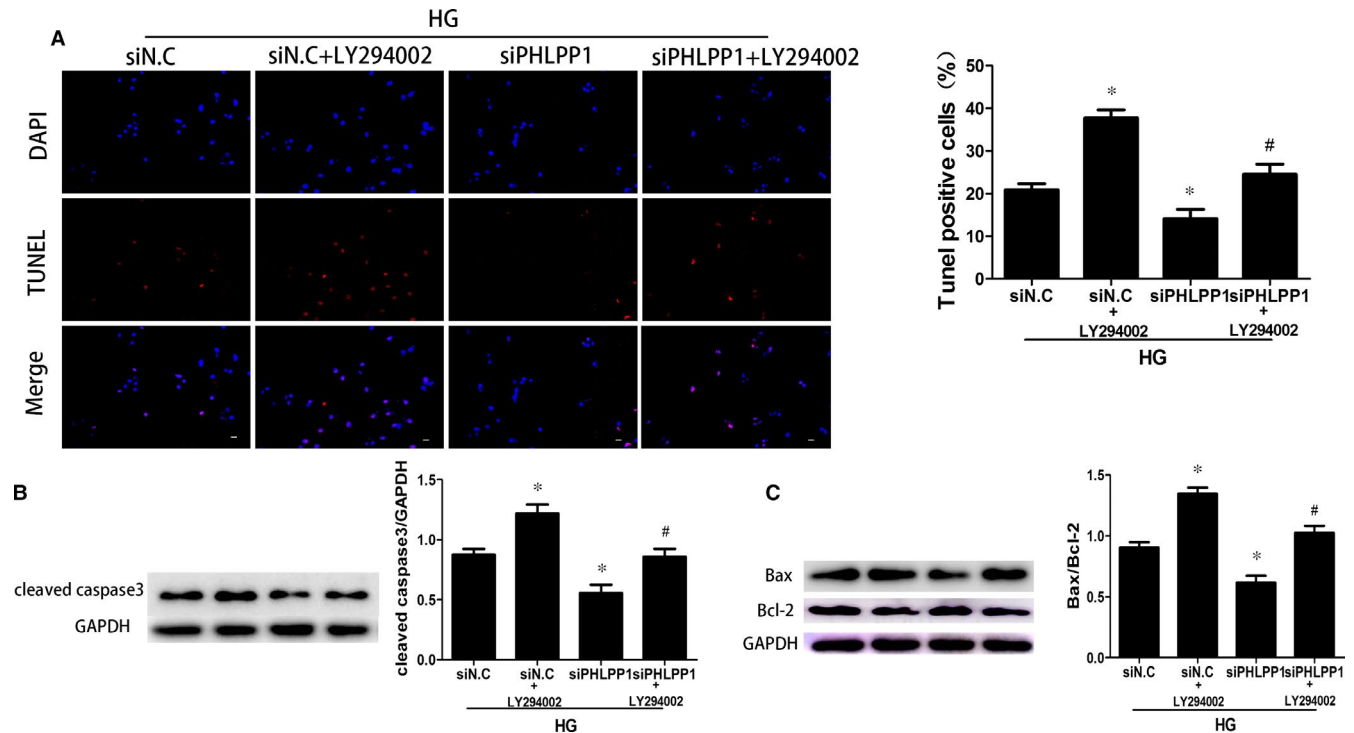 HG
A
siN.C siN.C+LY294002 siPHLPP1 siPHLPP1+LY294002
DAPI
TUNEL
Merge
Tunel positive cells (%)
50
40
30
20
10
0
* * #
siN.C siN.C siPHLPP1 siPHLPP1
+ +
LY294002 LY294002
HG
B
cleaved caspase3
GAPDH
cleaved caspase3/GAPDH
1.5
1.0
0.5
0.0
* * #
siN.C siN.C siPHLPP1 siPHLPP1
+ +
LY294002 LY294002
HG
C
Bax
Bcl-2
GAPDH
Bax/Bcl-2
1.5
1.0
0.5
0.0
* * #
siN.C siN.C siPHLPP1 siPHLPP1
+ +
LY294002 LY294002
HG